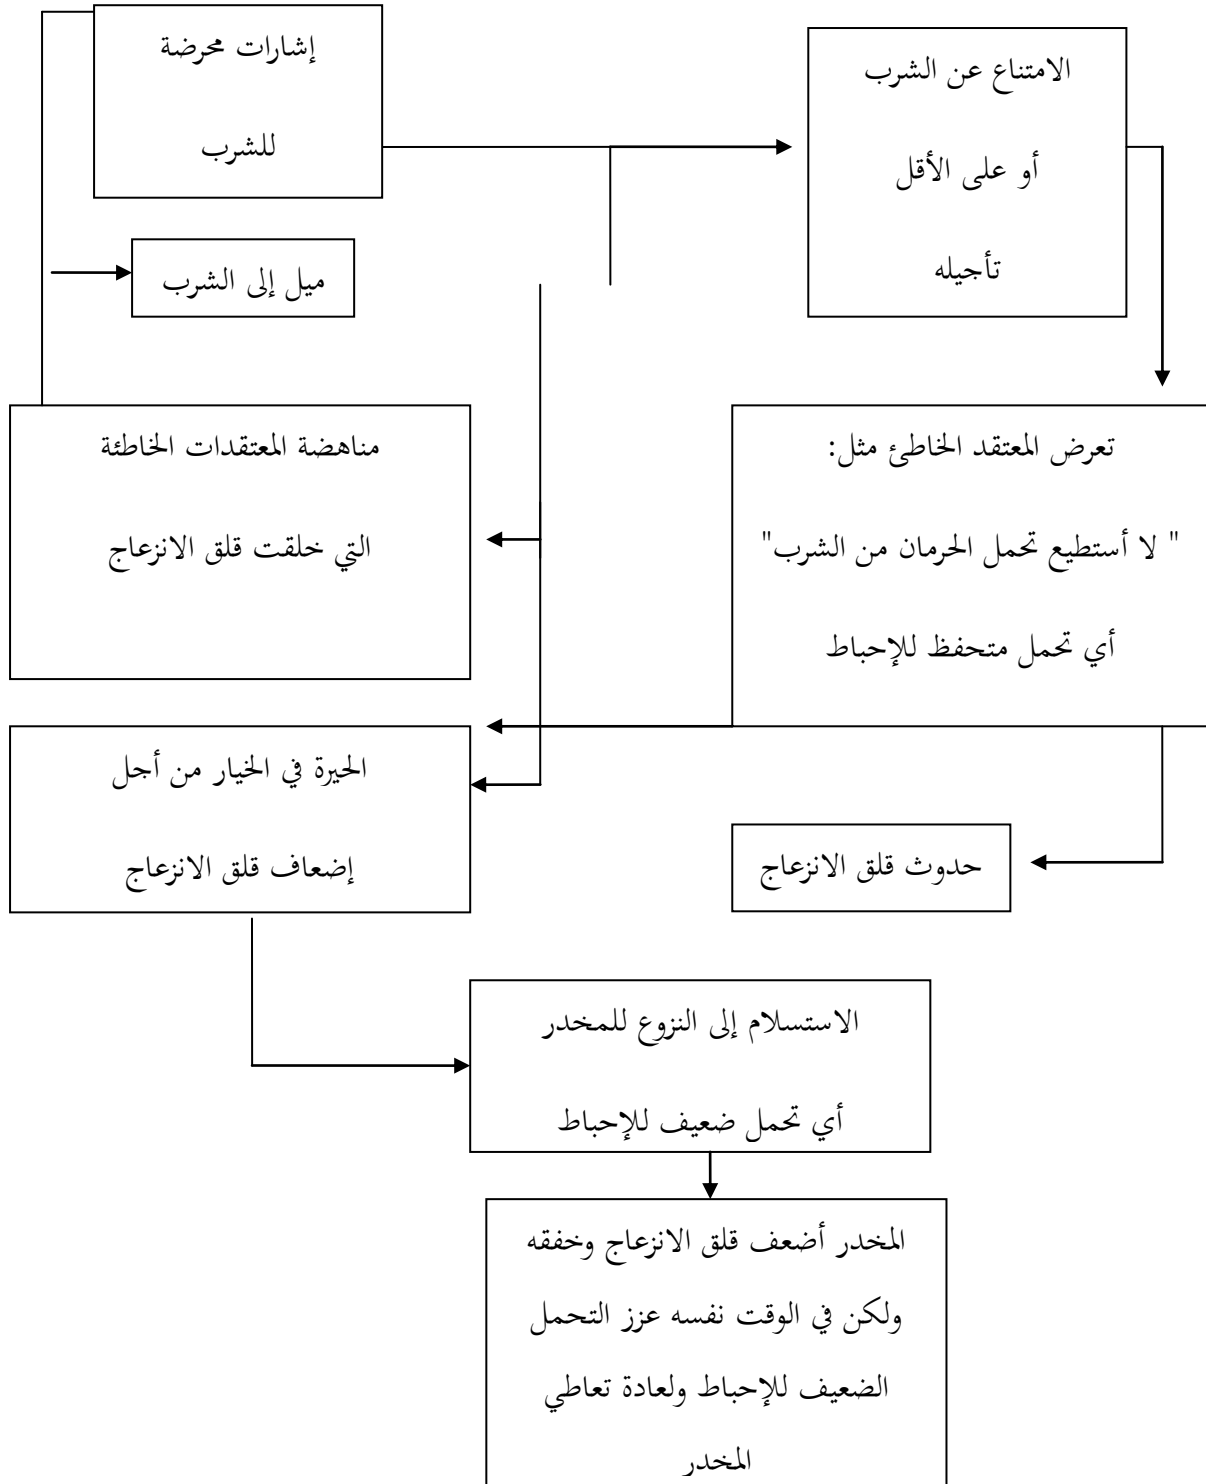 إشارات محرضة
للشرب
الامتناع عن الشرب
أو على الأقل
تأجيله
ميل إلى الشرب
مناهضة المعتقدات الخاطئة
التي خلقت قلق الانزعاج
تعرض المعتقد الخاطئ مثل:
" لا أستطيع تحمل الحرمان من الشرب"
أي تحمل متحفظ للإحباط
الحيرة في الخيار من أجل
إضعاف قلق الانزعاج
حدوث قلق الانزعاج
الاستسلام إلى النزوع للمخدر
أي تحمل ضعيف للإحباط
المخدر أضعف قلق الانزعاج وخفقه
ولكن في الوقت نفسه عزز التحمل
الضعيف للإحباط ولعادة تعاطي
المخدر